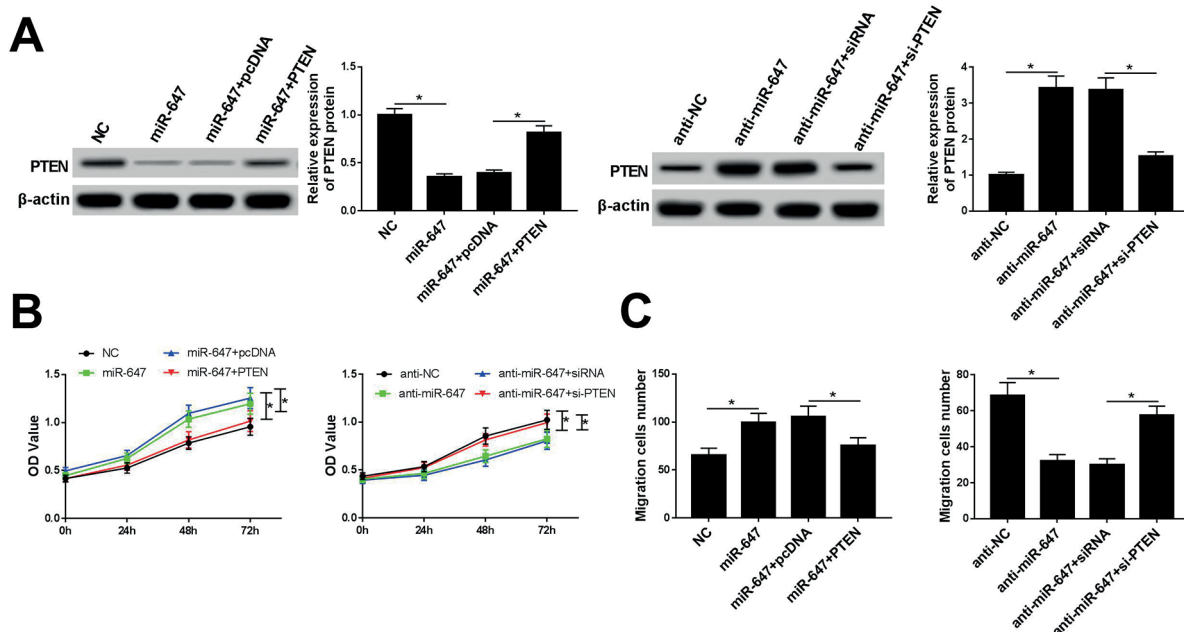 A
NC
miR-647
miR-647+pcDNA
miR-647+PTEN
PTEN
β-actin
Relative expression
of PTEN protein
1.5
1.0
0.5
0.0
*
*
NC
miR-647
miR-647+pcDNA
miR-647+PTEN
anti-NC
anti-miR-647
anti-miR-647+siRNA
anti-miR-647+si-PTEN
PTEN
β-actin
Relative expression
of PTEN protein
4
3
2
1
0
*
*
anti-NC
anti-miR-647
anti-miR-647+siRNA
anti-miR-647+si-PTEN
B
NC
miR-647
miR-647+pcDNA
miR-647+PTEN
OD Value
1.5
1.0
0.5
0.0
0h
24h
48h
72h
*
*
anti-NC
anti-miR-647
anti-miR-647+siRNA
anti-miR-647+si-PTEN
OD Value
1.5
1.0
0.5
0.0
0h
24h
48h
72h
*
*
C
Migration cells number
150
100
50
0
*
*
NC
miR-647
miR-647+pcDNA
miR-647+PTEN
Migration cells number
80
60
40
20
0
*
*
anti-NC
anti-miR-647
anti-miR-647+siRNA
anti-miR-647+si-PTEN